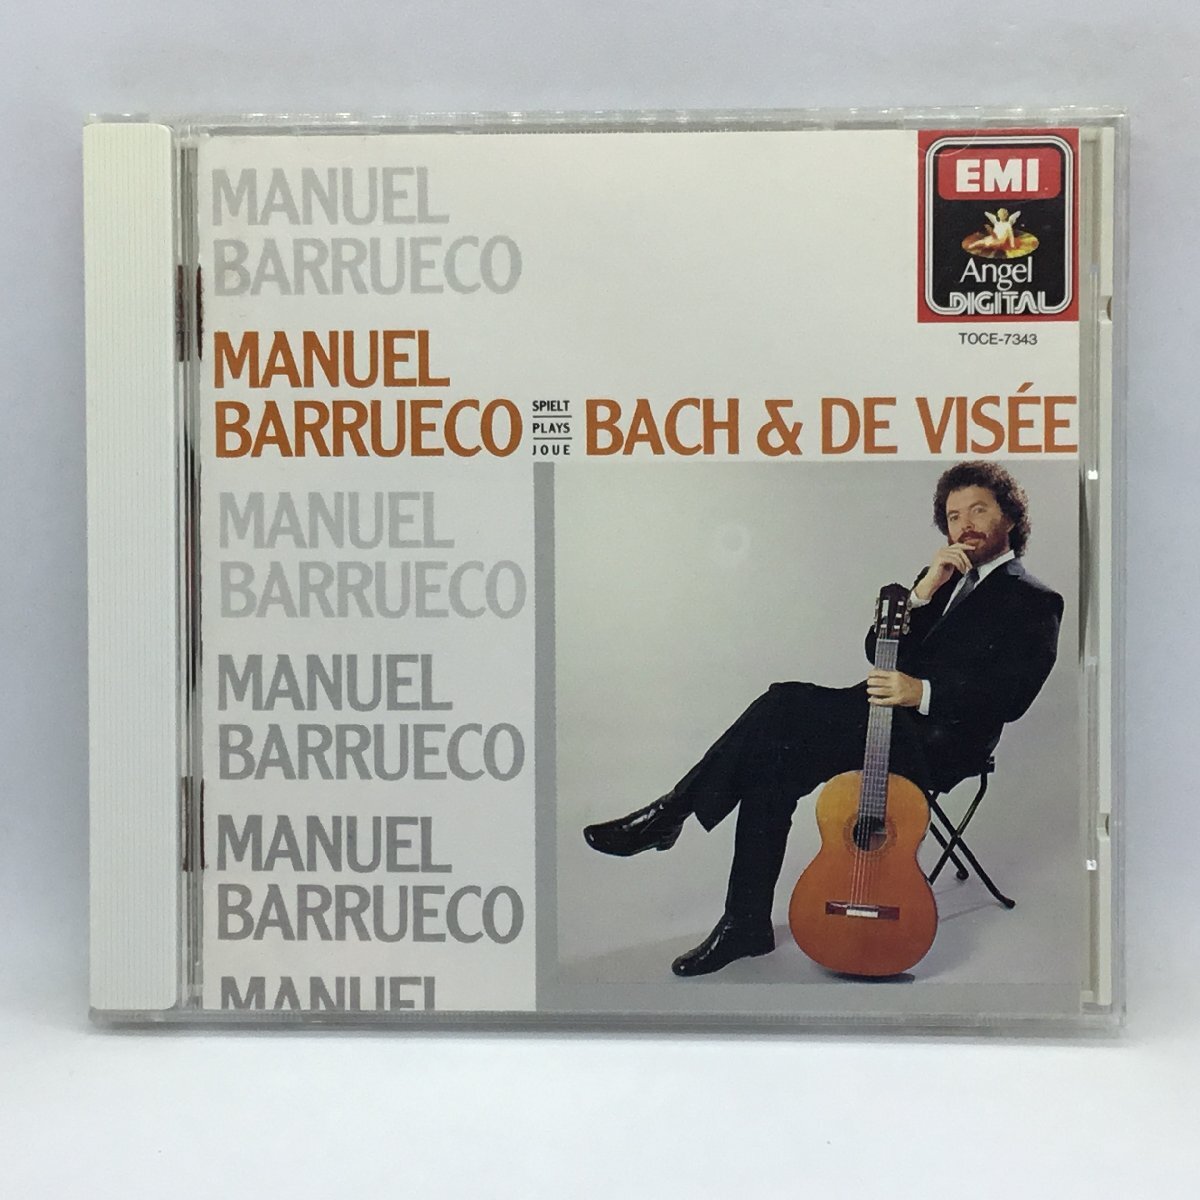 MANUEL
BARRUECO
EMI
Angel
DIGITAL
TOCE-7343
MANUEL
BARRUECO SPIELT PLAYS JOUE BACH & DE VISÉE
MANUEL
BARRUECO
MANUEL
BARRUECO
MANUEL
BARRUECO
MANUEL